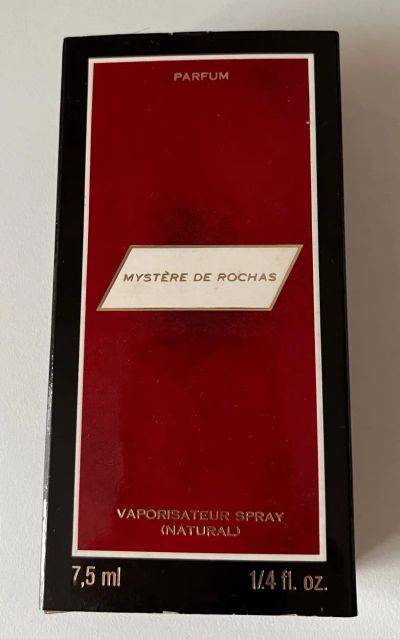 PARFUM
MYSTÈRE DE ROCHAS
VAPORISATEUR SPRAY
(NATURAL)
7,5 ml 1/4 fl. oz.